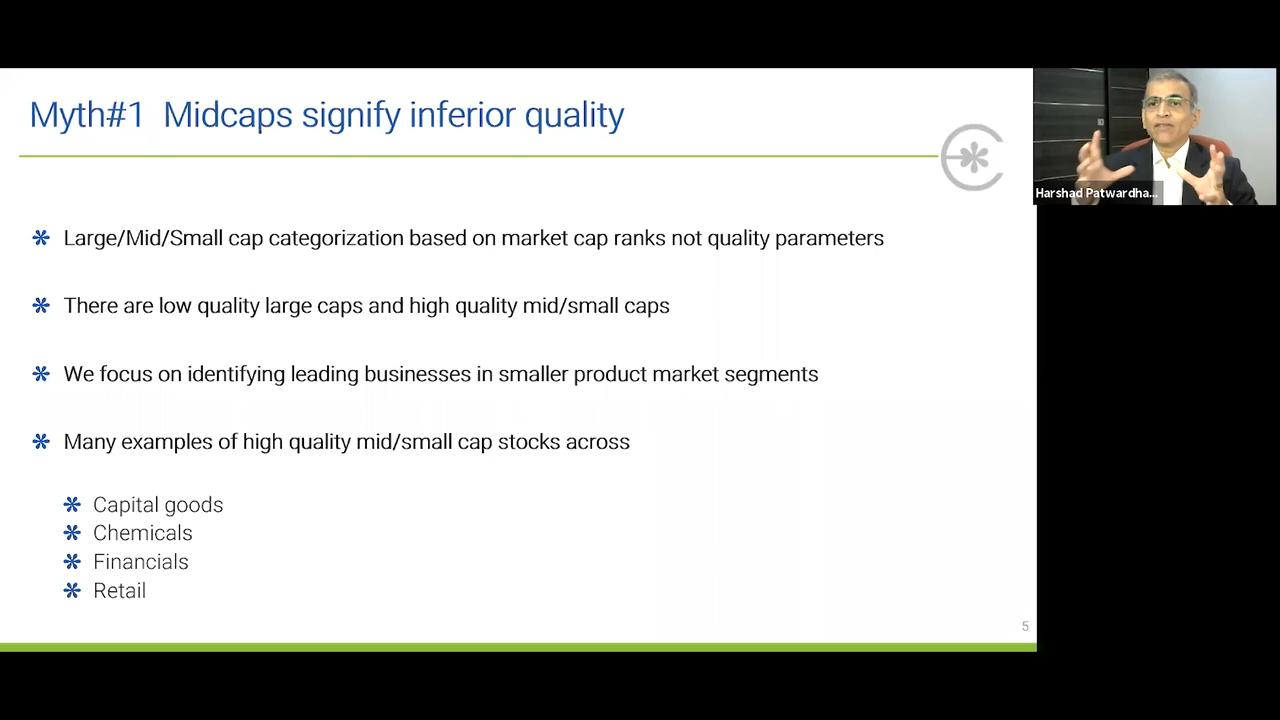 Myth#1 Midcaps signify inferior quality
Large/Mid/Small cap categorization based on market cap ranks not quality parameters
There are low quality large caps and high quality mid/small caps
We focus on identifying leading businesses in smaller product market segments
Many examples of high quality mid/small cap stocks across
Capital goods
Chemicals
Financials
Retail
5
Harshad Patwardha...